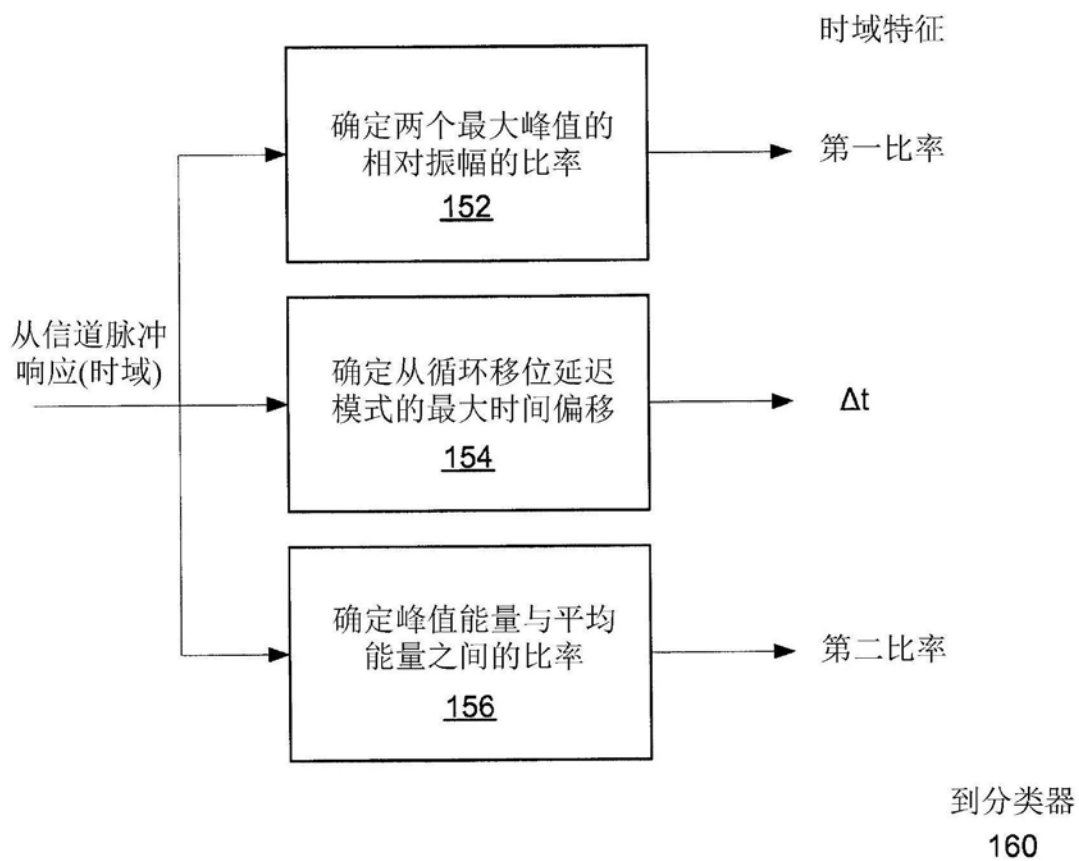 时域特征
确定两个最大峰值的
相对振幅的比率
152
第一比率
从信道脉冲
响应(时域)
确定从循环移位延迟
模式的最大时间偏移
154
Δt
确定峰值能量与平均
能量之间的比率
156
第二比率
到分类器
160